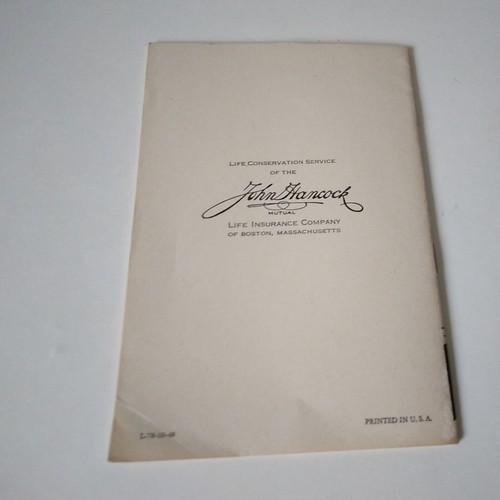 LIFE CONSERVATION SERVICE
OF THE
John Hancock
MUTUAL
LIFE INSURANCE COMPANY
OF BOSTON, MASSACHUSETTS
PRINTED IN U. S. A.